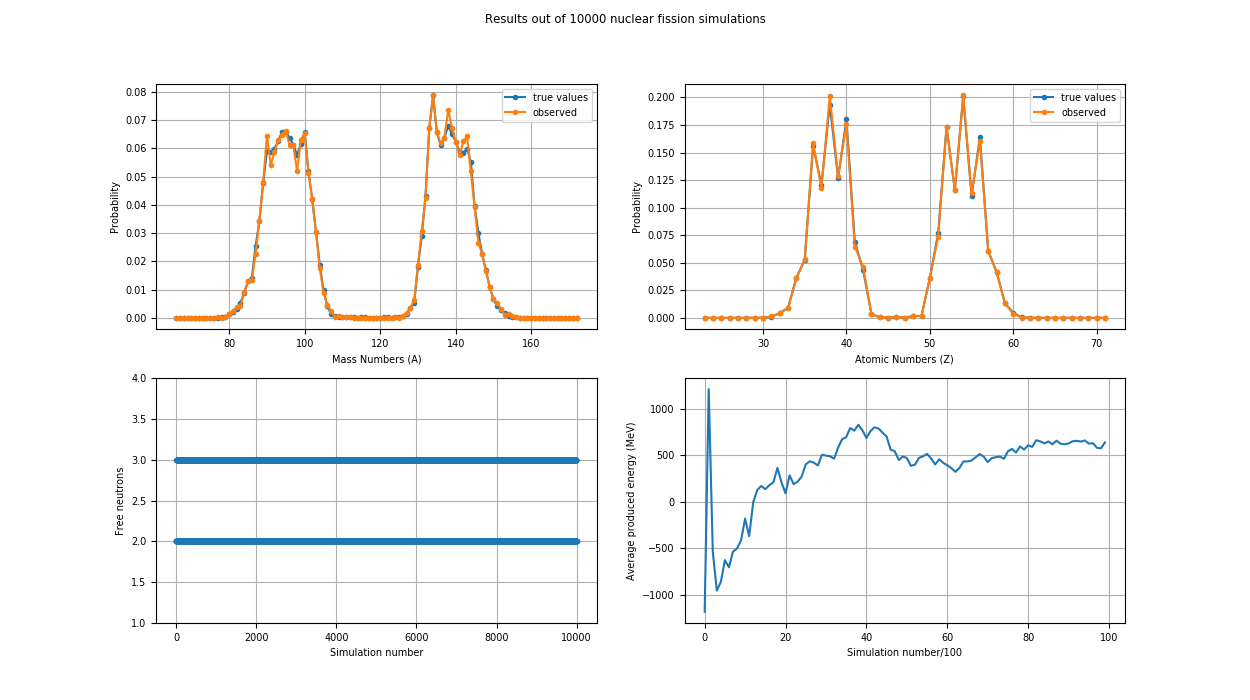 Results out of 10000 nuclear fission simulations
0.08
0.07
0.06
0.05
0.04
0.03
0.02
0.01
0.00
Probability
true values
observed
80 100 120 140 160
Mass Numbers (A)
0.200
0.175
0.150
0.125
0.100
0.075
0.050
0.025
0.000
Probability
true values
observed
30 40 50 60 70
Atomic Numbers (Z)
4.0
3.5
3.0
2.5
2.0
1.5
1.0
Free neutrons
0 2000 4000 6000 8000 10000
Simulation number
1000
500
0
−500
−1000
Average produced energy (MeV)
0 20 40 60 80 100
Simulation number/100